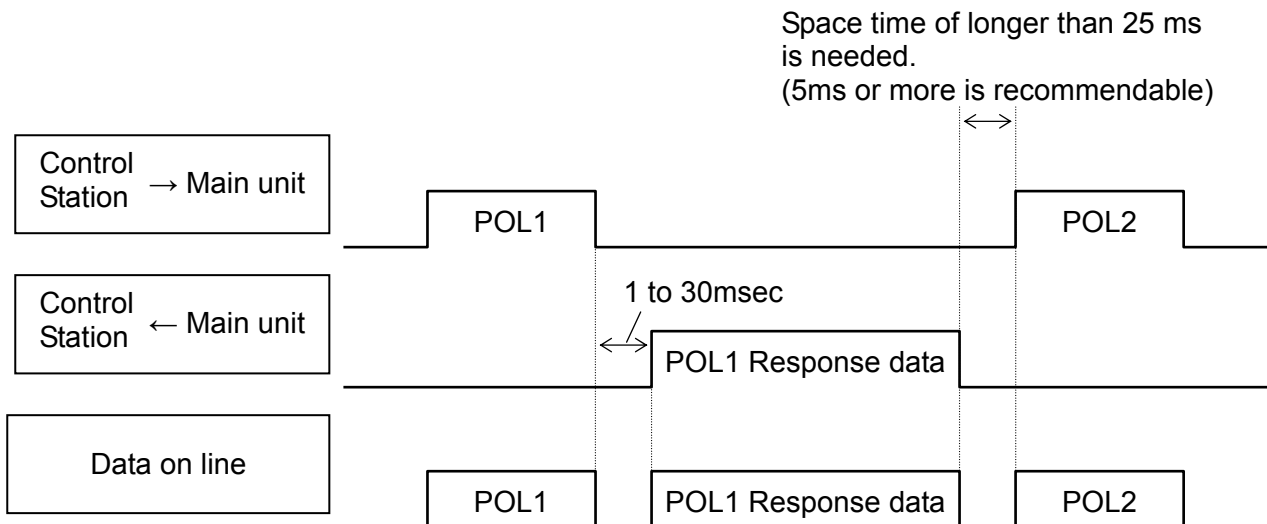 Space time of longer than 25 ms
is needed.
(5ms or more is recommendable)
Control
Station → Main unit
POL1
POL2
Control
Station ← Main unit
1 to 30msec
POL1 Response data
Data on line
POL1
POL1 Response data
POL2